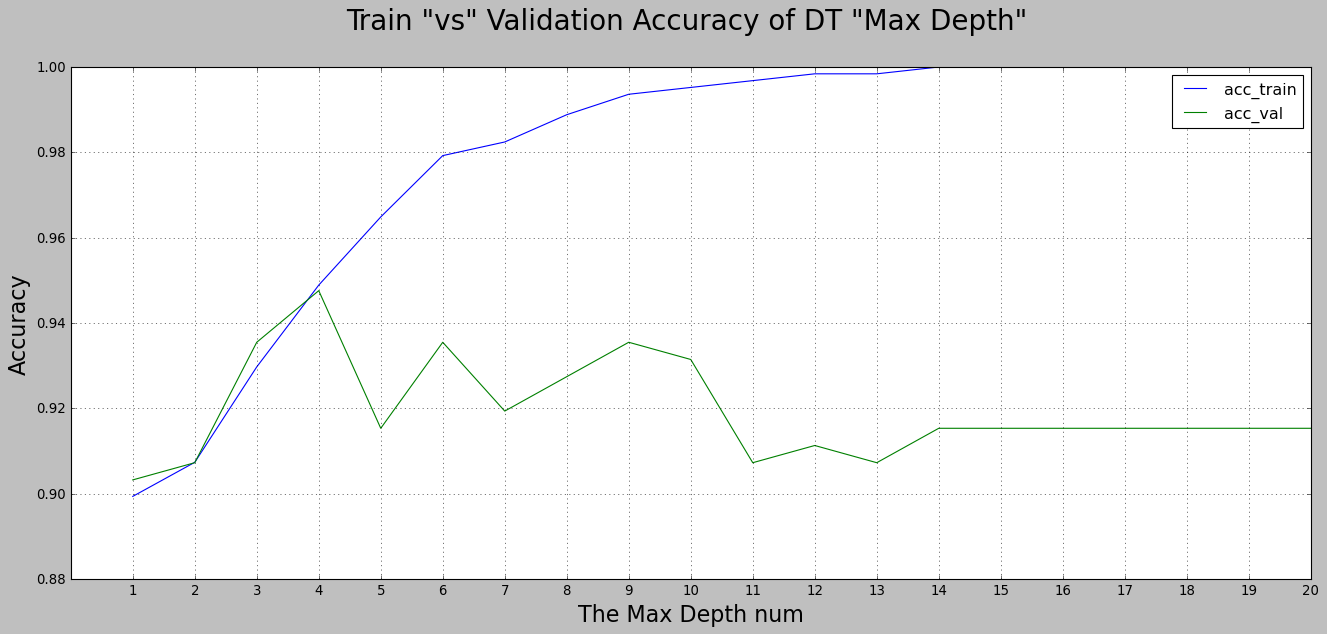 Train "vs" Validation Accuracy of DT "Max Depth"
1.00
0.98
0.96
0.94
0.92
0.90
0.88
Accuracy
acc_train
acc_val
1 2 3 4 5 6 7 8 9 10 11 12 13 14 15 16 17 18 19 20
The Max Depth num